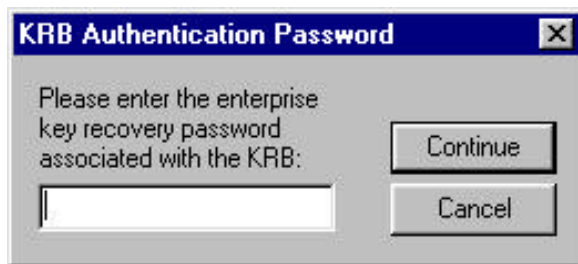 KRB Authentication Password
Please enter the enterprise
key recovery password
associated with the KRB:
Continue
Cancel